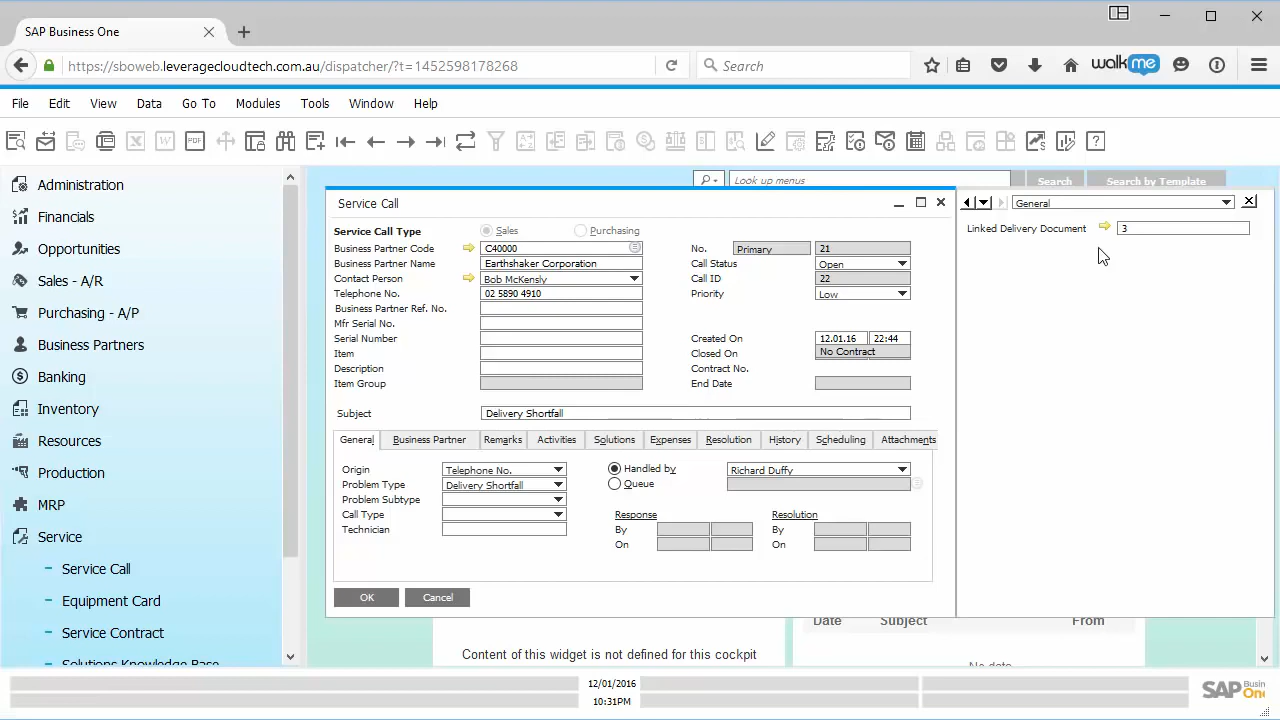 SAP Business One
https://sboweb.leveragecloudtech.com.au/dispatcher/?t=1452598178268
Search
walkme
File Edit View Data Go To Modules Tools Window Help
Look up menus
Search
Search by Template
Administration
Financials
Opportunities
Sales - A/R
Purchasing - A/P
Business Partners
Banking
Inventory
Resources
Production
MRP
Service
Service Call
Equipment Card
Service Contract
Solutions Knowledge Base
Service Call
Service Call Type Sales Purchasing
Business Partner Code C40000
Business Partner Name Earthshaker Corporation
Contact Person Bob McKensly
Telephone No. 02 5890 4910
Business Partner Ref. No.
Mfr Serial No.
Serial Number
Item
Description
Item Group
No. Primary 21
Call Status Open
Call ID 22
Priority Low
Created On 12.01.16 22:44
Closed On No Contract
Contract No.
End Date
Subject Delivery Shortfall
General Business Partner Remarks Activities Solutions Expenses Resolution History Scheduling Attachments
Origin Telephone No.
Problem Type Delivery Shortfall
Problem Subtype
Call Type
Technician
Handled by Richard Duffy
Queue
Response
By
On
Resolution
By
On
OK
Cancel
General
Linked Delivery Document 3
Content of this widget is not defined for this cockpit
Date Subject From
No data
12/01/2016
10:31PM
SAP Business
One